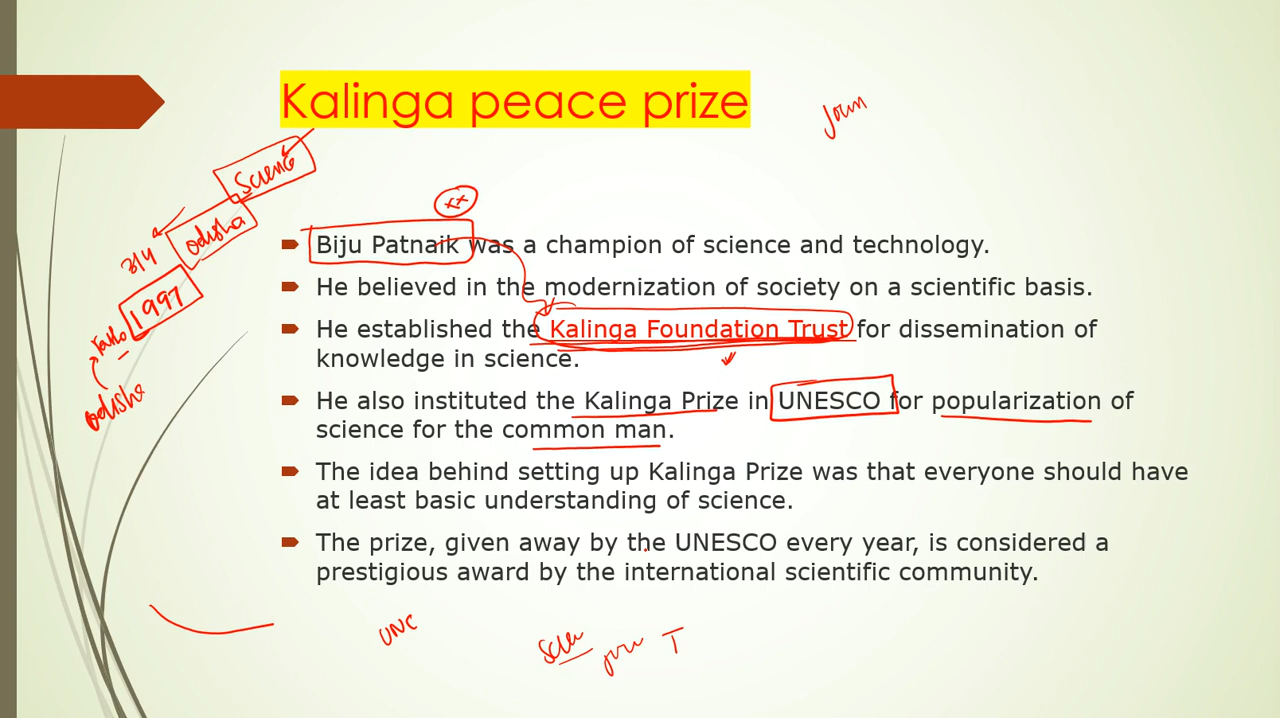 Kalinga peace prize
Science
odisha
314
1997
odisha
Biju Patnaik was a champion of science and technology.
He believed in the modernization of society on a scientific basis.
He established the Kalinga Foundation Trust for dissemination of
knowledge in science.
He also instituted the Kalinga Prize in UNESCO for popularization of
science for the common man.
The idea behind setting up Kalinga Prize was that everyone should have
at least basic understanding of science.
The prize, given away by the UNESCO every year, is considered a
prestigious award by the international scientific community.